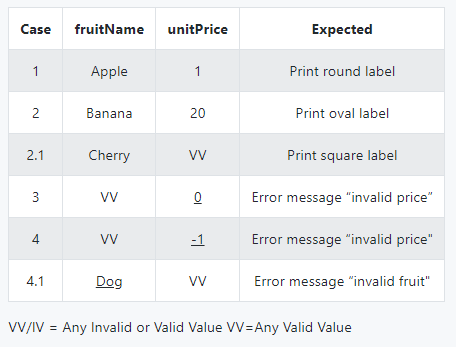 Case fruitName unitPrice Expected
1 Apple 1 Print round label
2 Banana 20 Print oval label
2.1 Cherry VV Print square label
3 VV 0 Error message “invalid price”
4 VV -1 Error message “invalid price"
4.1 Dog VV Error message “invalid fruit"
VV/IV = Any Invalid or Valid Value VV=Any Valid Value